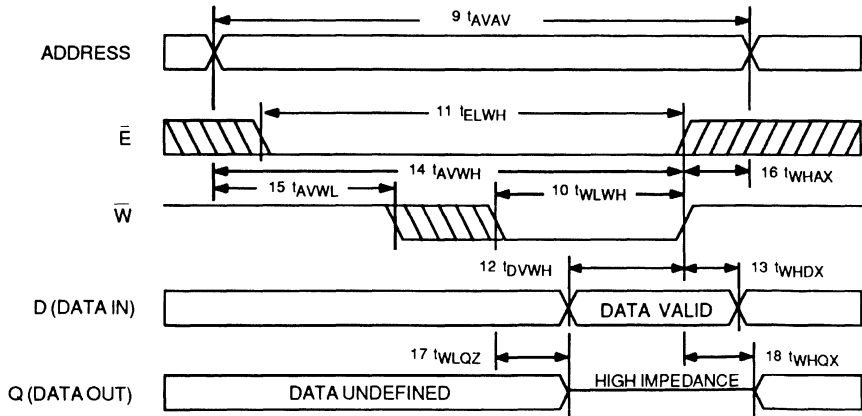 9 tAVAV
ADDRESS
11 tELWH
E̅
14 tAVWH
16 tWHAX
15 tAVWL
10 tWLWH
W̅
12 tDVWH
13 tWHDX
D (DATA IN)
DATA VALID
17 tWLQZ
18 tWHQX
Q (DATA OUT)
DATA UNDEFINED
HIGH IMPEDANCE